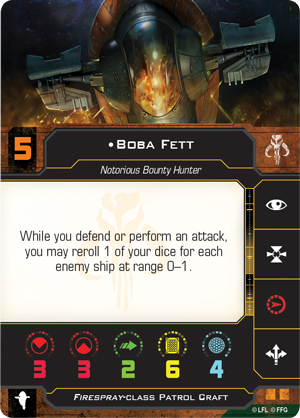 5
• Boba Fett
Notorious Bounty Hunter
While you defend or perform an attack,
you may reroll 1 of your dice for each
enemy ship at range 0–1.
3 3 2 6 4
Firespray-class Patrol Craft
© LFL © FFG